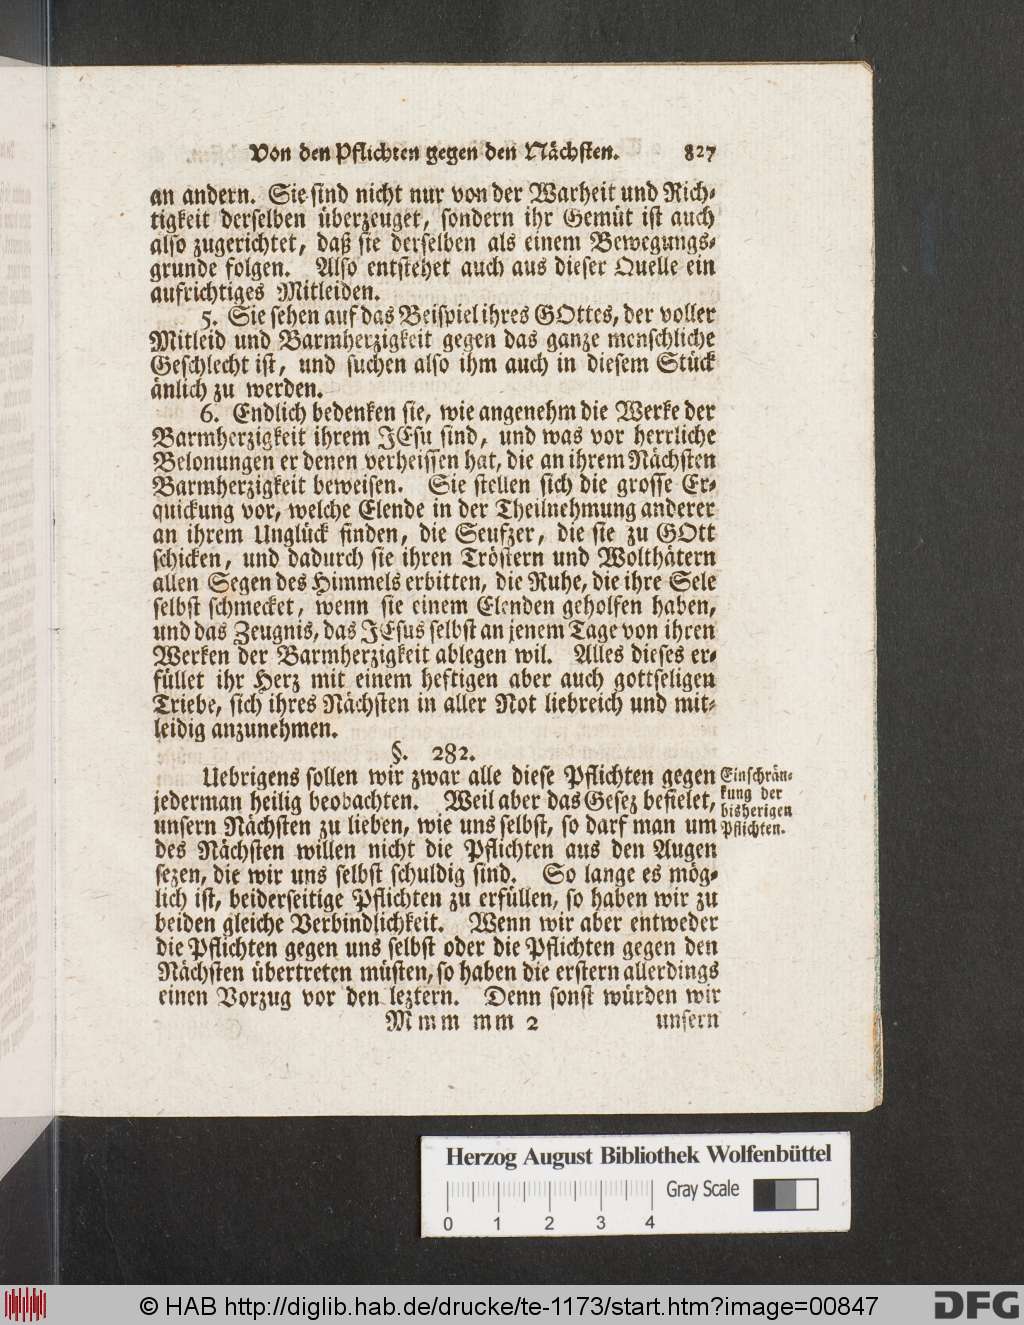 Von den Pflichten gegen den Nächsten. 827
an andern. Sie sind nicht nur von der Warheit und Rich-
tigkeit derselben überzeuget, sondern ihr Gemüt ist auch
also zugerichtet, daß sie derselben als einem Bewegungs-
grunde folgen. Also entstehet auch aus dieser Quelle ein
aufrichtiges Mitleiden.
5. Sie sehen auf das Beispiel ihres GOttes, der voller
Mitleid und Barmherzigkeit gegen das ganze menschliche
Geschlecht ist, und suchen also ihm auch in diesem Stück
änlich zu werden.
6. Endlich bedenken sie, wie angenehm die Werke der
Barmherzigkeit ihrem JEsu sind, und was vor herrliche
Belonungen er denen verheissen hat, die an ihrem Nächsten
Barmherzigkeit beweisen. Sie stellen sich die grosse Er-
quickung vor, welche Elende in der Theilnehmung anderer
an ihrem Unglück finden, die Seufzer, die sie zu GOtt
schicken, und dadurch sie ihren Tröstern und Wolthätern
allen Segen des Himmels erbitten, die Ruhe, die ihre Sele
selbst schmecket, wenn sie einem Elenden geholfen haben,
und das Zeugnis, das JEsus selbst an jenem Tage von ihren
Werken der Barmherzigkeit ablegen wil. Alles dieses er-
füllet ihr Herz mit einem heftigen aber auch gottseligen
Triebe, sich ihres Nächsten in aller Not liebreich und mit-
leidig anzunehmen.
§. 282.
Uebrigens sollen wir zwar alle diese Pflichten gegen
jederman heilig beobachten. Weil aber das Gesez befielet,
unsern Nächsten zu lieben, wie uns selbst, so darf man um
des Nächsten willen nicht die Pflichten aus den Augen
sezen, die wir uns selbst schuldig sind. So lange es mög-
lich ist, beiderseitige Pflichten zu erfüllen, so haben wir zu
beiden gleiche Verbindlichkeit. Wenn wir aber entweder
die Pflichten gegen uns selbst oder die Pflichten gegen den
Nächsten übertreten müsten, so haben die erstern allerdings
einen Vorzug vor den leztern. Denn sonst würden wir
Mmm mm 2 unsern
Einschrän-
kung der
bisherigen
Pflichten.
Herzog August Bibliothek Wolfenbüttel
Gray Scale
0 1 2 3 4
© HAB http://diglib.hab.de/drucke/te-1173/start.htm?image=00847
DFG